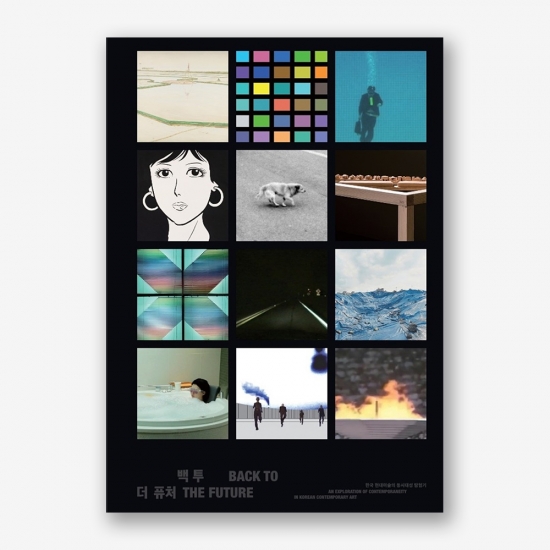 백 투 BACK TO
더 퓨처 THE FUTURE
한국 현대미술의 동시대성 탐험기
AN EXPLORATION OF CONTEMPORANEITY
IN KOREAN CONTEMPORARY ART